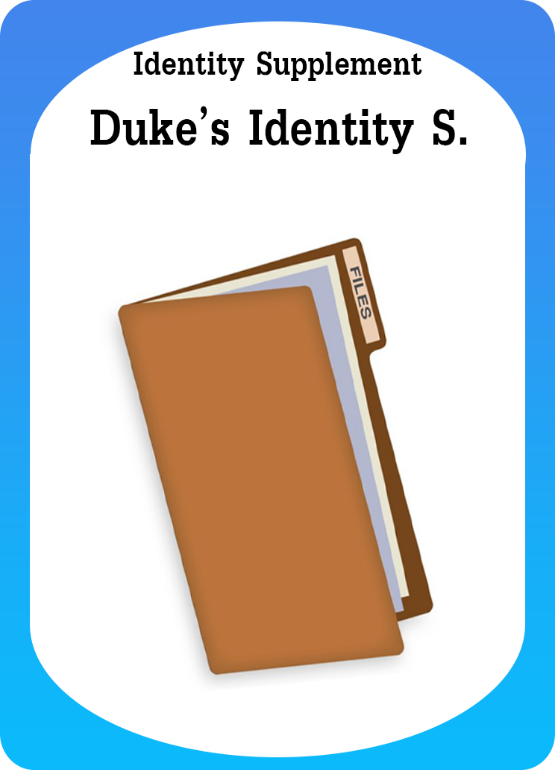 Identity Supplement
Duke’s Identity S.
FILES